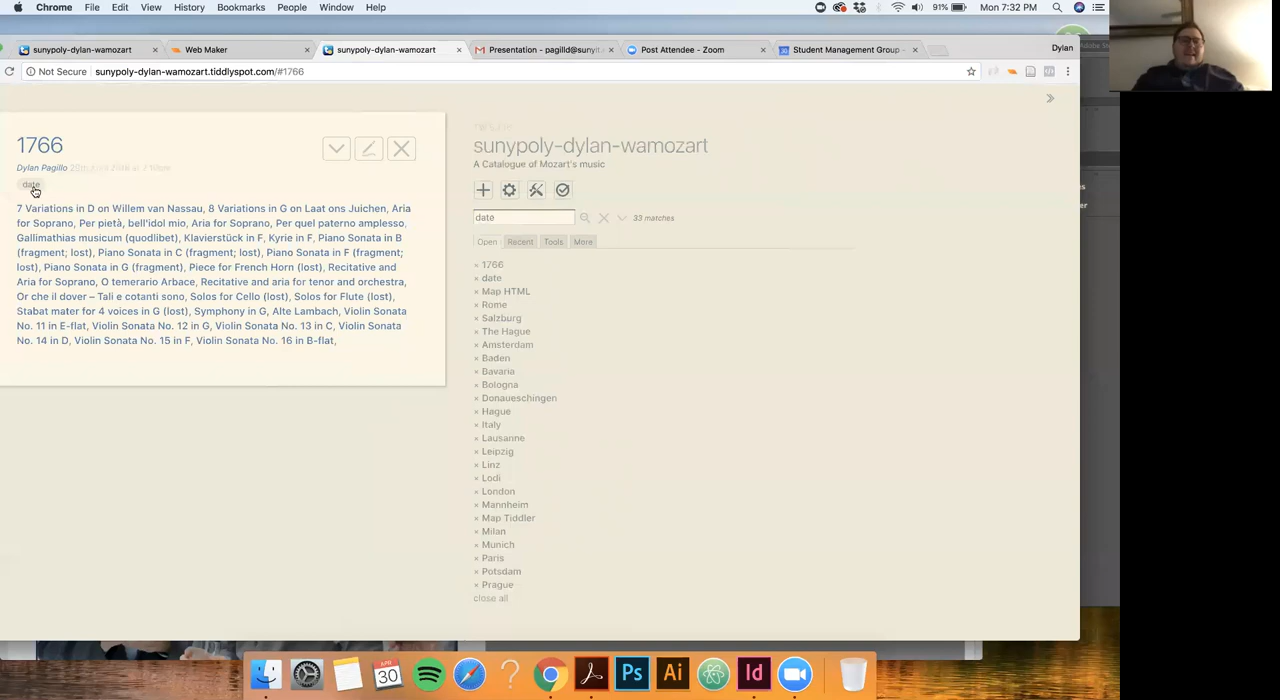 Chrome File Edit View History Bookmarks People Window Help
91% Mon 7:32 PM
sunypoly-dylan-wamozart × Web Maker × sunypoly-dylan-wamozart × Presentation - pagilld@sunyit × Post Attendee - Zoom × Student Management Group - × Dylan
Not Secure sunypoly-dylan-wamozart.tiddlyspot.com/#1766
1766
Dylan Pagillo
date
7 Variations in D on Willem van Nassau, 8 Variations in G on Laat ons Juichen, Aria
for Soprano, Per pietà, bell'idol mio, Aria for Soprano, Per quel paterno amplesso,
Gallimathias musicum (quodlibet), Klavierstück in F, Kyrie in F, Piano Sonata in B
(fragment; lost), Piano Sonata in C (fragment; lost), Piano Sonata in F (fragment;
lost), Piano Sonata in G (fragment), Piece for French Horn (lost), Recitative and
Aria for Soprano, O temerario Arbace, Recitative and aria for tenor and orchestra,
Or che il dover – Tali e cotanti sono, Solos for Cello (lost), Solos for Flute (lost),
Stabat mater for 4 voices in G (lost), Symphony in G, Alte Lambach, Violin Sonata
No. 11 in E-flat, Violin Sonata No. 12 in G, Violin Sonata No. 13 in C, Violin Sonata
No. 14 in D, Violin Sonata No. 15 in F, Violin Sonata No. 16 in B-flat,
sunypoly-dylan-wamozart
A Catalogue of Mozart's music
date 33 matches
Open Recent Tools More
× 1766
× date
× Map HTML
× Rome
× Salzburg
× The Hague
× Amsterdam
× Baden
× Bavaria
× Bologna
× Donaueschingen
× Hague
× Italy
× Lausanne
× Leipzig
× Linz
× Lodi
× London
× Mannheim
× Map Tiddler
× Milan
× Munich
× Paris
× Potsdam
× Prague
close all
APR
30
Ps Ai Id